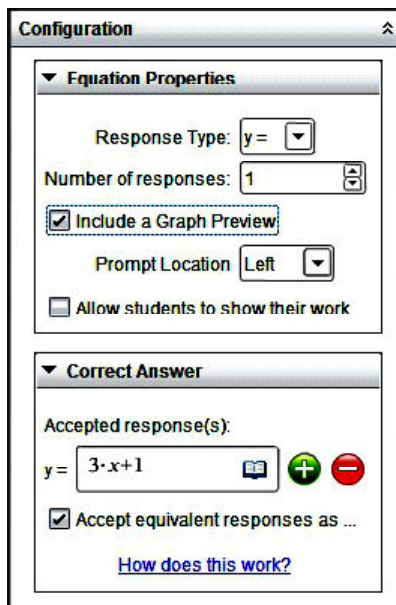 Configuration
Equation Properties
Response Type: y =
Number of responses: 1
Include a Graph Preview
Prompt Location Left
Allow students to show their work
Correct Answer
Accepted response(s):
y = 3·x+1
Accept equivalent responses as ...
How does this work?